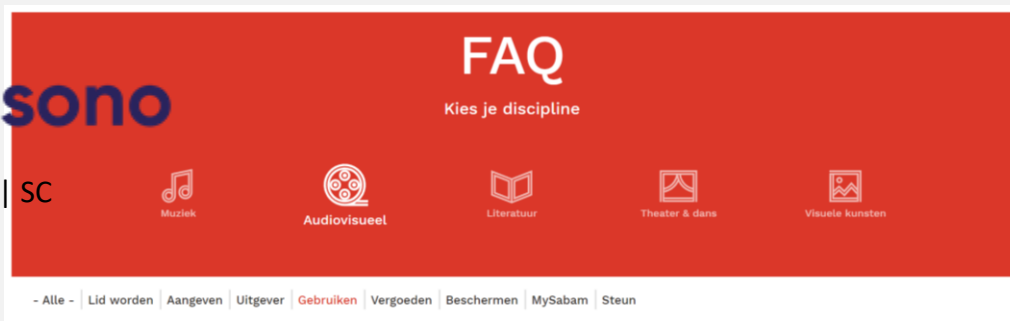 FAQ
Kies je discipline
sono
| SC
Muziek
Audiovisueel
Literatuur
Theater & dans
Visuele kunsten
- Alle - | Lid worden | Aangeven | Uitgever | Gebruiken | Vergoeden | Beschermen | MySabam | Steun